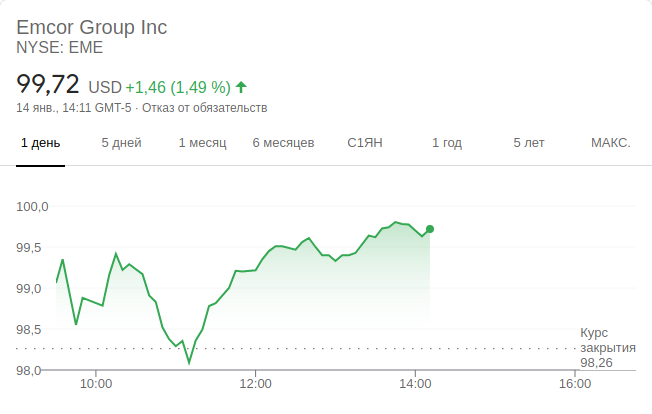 Emcor Group Inc
NYSE: EME
99,72 USD +1,46 (1,49 %)
14 янв., 14:11 GMT-5 · Отказ от обязательств
1 день 5 дней 1 месяц 6 месяцев С1ЯН 1 год 5 лет МАКС.
100,0
99,5
99,0
98,5
98,0
Курс
закрытия
98,26
10:00 12:00 14:00 16:00